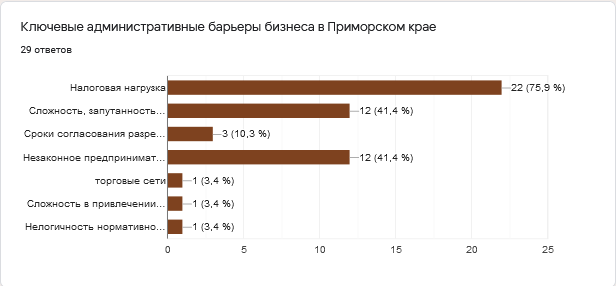 Ключевые административные барьеры бизнеса в Приморском крае
29 ответов
Налоговая нагрузка 22 (75,9 %)
Сложность, запутанность... 12 (41,4 %)
Сроки согласования разре... 3 (10,3 %)
Незаконное предпринимат... 12 (41,4 %)
торговые сети 1 (3,4 %)
Сложность в привлечении... 1 (3,4 %)
Нелогичность нормативно... 1 (3,4 %)
0 5 10 15 20 25